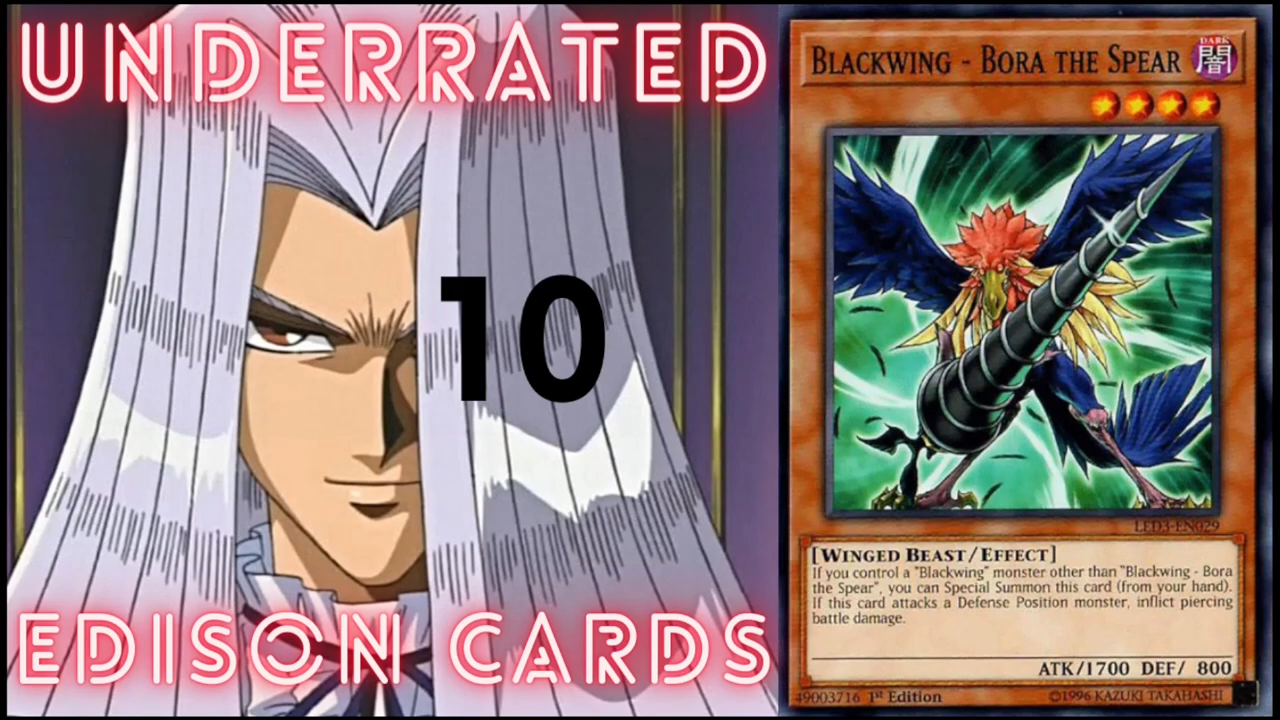 UNDERRATED
10
EDISON CARDS
BLACKWING - BORA THE SPEAR
DARK
闇
LED3-EN029
[WINGED BEAST/EFFECT]
If you control a "Blackwing" monster other than "Blackwing - Bora
the Spear", you can Special Summon this card (from your hand).
If this card attacks a Defense Position monster, inflict piercing
battle damage.
ATK/1700 DEF/ 800
49003716 1st Edition
©1996 KAZUKI TAKAHASHI